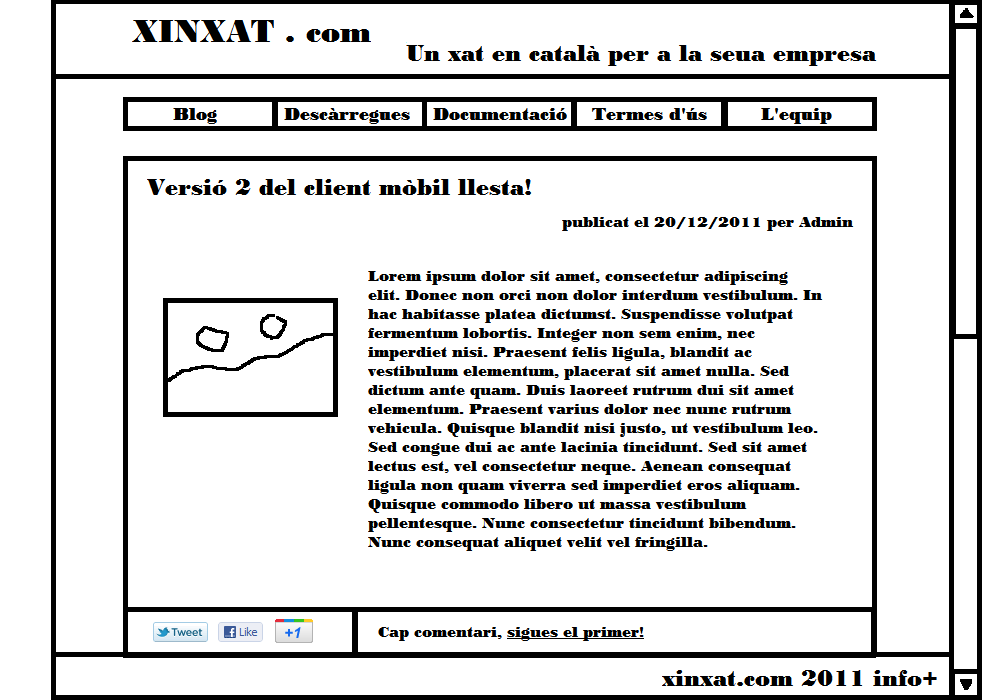 XINXAT . com
Un xat en català per a la seua empresa
Blog
Descàrregues
Documentació
Termes d'ús
L'equip
Versió 2 del client mòbil llesta!
publicat el 20/12/2011 per Admin
Lorem ipsum dolor sit amet, consectetur adipiscing
elit. Donec non orci non dolor interdum vestibulum. In
hac habitasse platea dictumst. Suspendisse volutpat
fermentum lobortis. Integer non sem enim, nec
imperdiet nisi. Praesent felis ligula, blandit ac
vestibulum elementum, placerat sit amet nulla. Sed
dictum ante quam. Duis laoreet rutrum dui sit amet
elementum. Praesent varius dolor nec nunc rutrum
vehicula. Quisque blandit nisi justo, ut vestibulum leo.
Sed congue dui ac ante lacinia tincidunt. Sed sit amet
lectus est, vel consectetur neque. Aenean consequat
ligula non quam viverra sed imperdiet eros aliquam.
Quisque commodo libero ut massa vestibulum
pellentesque. Nunc consectetur tincidunt bibendum.
Nunc consequat aliquet velit vel fringilla.
Tweet
Like
+1
Cap comentari, sigues el primer!
xinxat.com 2011 info+